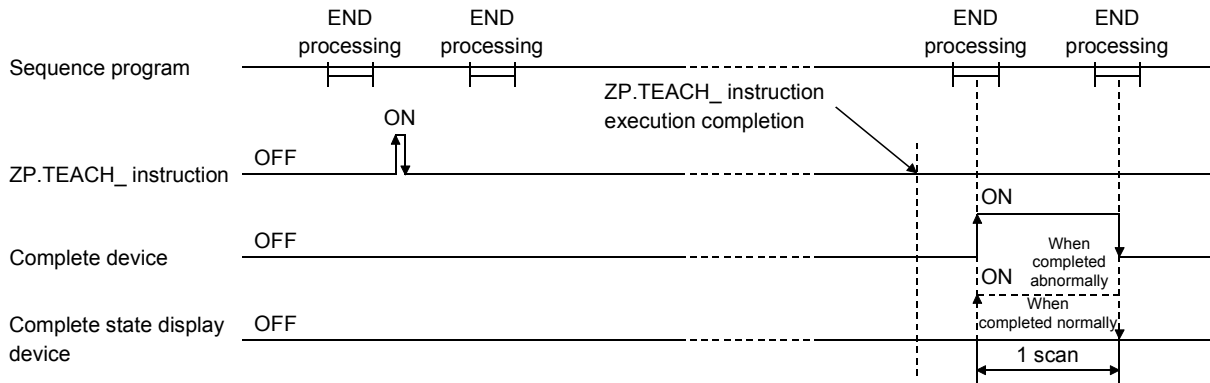 END
processing
END
processing
END
processing
END
processing
Sequence program
ZP.TEACH_ instruction
execution completion
ON
OFF
ZP.TEACH_ instruction
ON
OFF
Complete device
When
completed
abnormally
ON
When
completed normally
OFF
Complete state display
device
1 scan